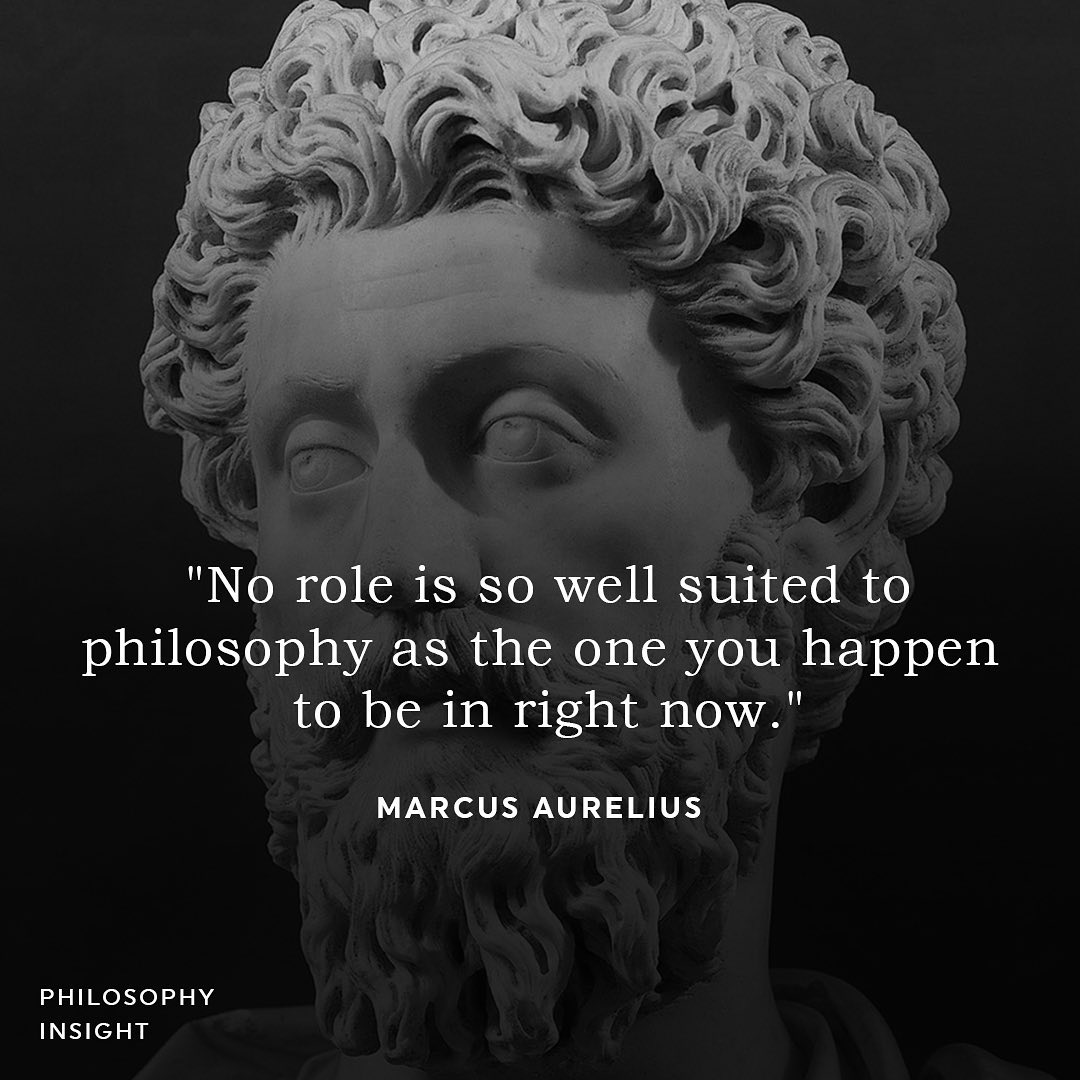 "No role is so well suited to
philosophy as the one you happen
to be in right now."
MARCUS AURELIUS
PHILOSOPHY
INSIGHT